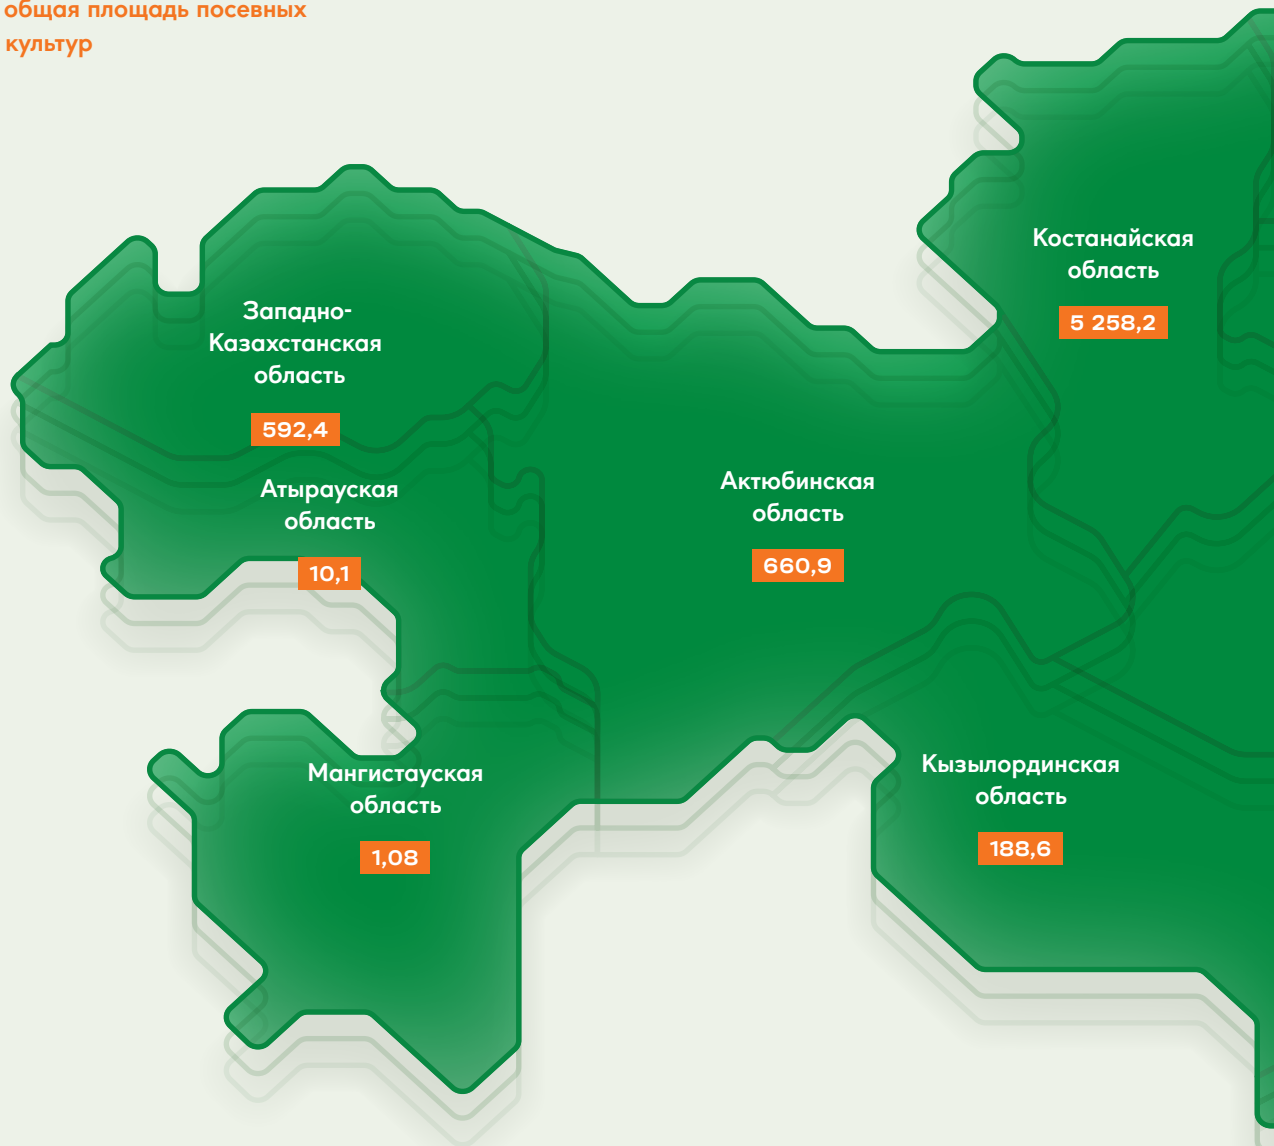 общая площадь посевных
культур
Костанайская
область
5 258,2
Западно-
Казахстанская
область
592,4
Атырауская
область
10,1
Актюбинская
область
660,9
Мангистауская
область
1,08
Кызылординская
область
188,6